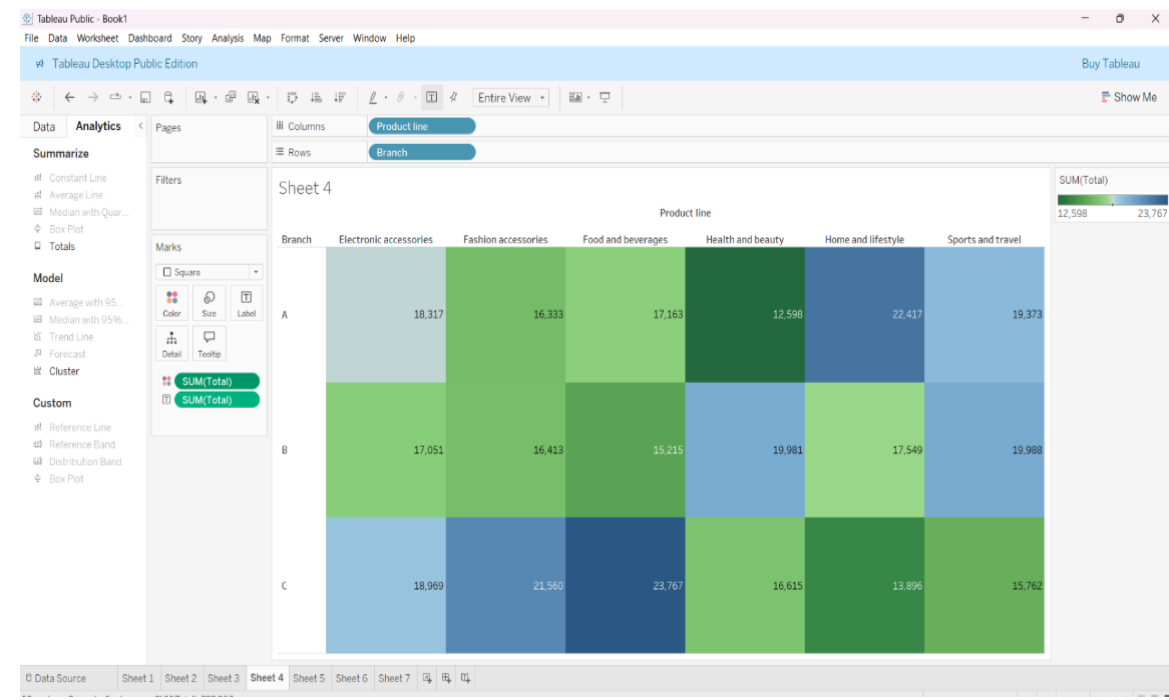 Tableau Public - Book1
File Data Worksheet Dashboard Story Analysis Map Format Server Window Help
Tableau Desktop Public Edition Buy Tableau
Entire View Show Me
Data Analytics Pages Columns Product line
Summarize Rows Branch
Constant Line Filters Sheet 4 SUM(Total)
Average Line
Median with Quar... Product line 12,598 23,767
Box Plot
Totals Marks Branch Electronic accessories Fashion accessories Food and beverages Health and beauty Home and lifestyle Sports and travel
Model Square
Average with 95... Color Size Label A 18,317 16,333 17,163 12,598 22,417 19,373
Median with 95%...
Trend Line
Forecast Detail Tooltip
Cluster SUM(Total)
Custom SUM(Total)
Reference Line
Reference Band B 17,051 16,413 15,215 19,981 17,549 19,988
Distribution Band
Box Plot
C 18,969 21,560 23,767 16,615 13,896 15,762
Data Source Sheet 1 Sheet 2 Sheet 3 Sheet 4 Sheet 5 Sheet 6 Sheet 7